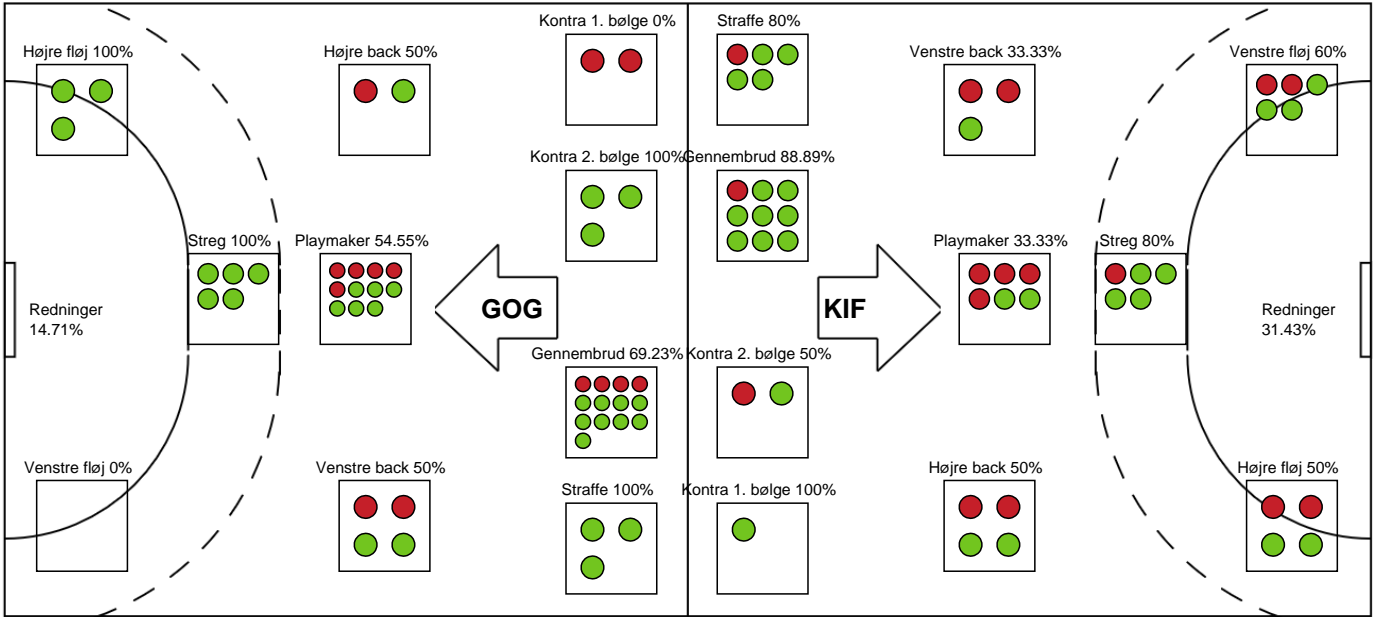 Kontra 1. bølge 0%
Straffe 80%
Højre fløj 100%
Højre back 50%
Venstre back 33.33%
Venstre fløj 60%
Kontra 2. bølge 100%
Gennembrud 88.89%
Streg 100%
Playmaker 54.55%
Playmaker 33.33%
Streg 80%
Redninger
14.71%
GOG
KIF
Redninger
31.43%
Gennembrud 69.23%
Kontra 2. bølge 50%
Venstre fløj 0%
Venstre back 50%
Straffe 100%
Kontra 1. bølge 100%
Højre back 50%
Højre fløj 50%